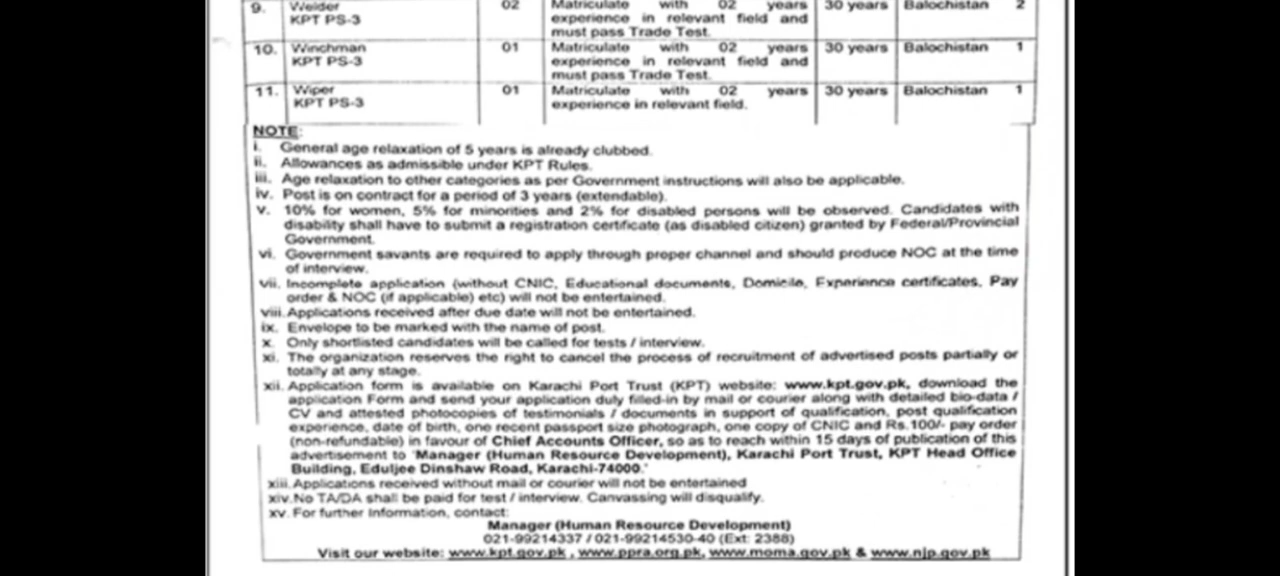 9. Welder 02 Matriculate with 02 years 30 years Balochistan 2
KPT PS-3 experience in relevant field and
must pass Trade Test.
10. Winchman 01 Matriculate with 02 years 30 years Balochistan 1
KPT PS-3 experience in relevant field and
must pass Trade Test.
11. Wiper 01 Matriculate with 02 years 30 years Balochistan 1
KPT PS-3 experience in relevant field.
NOTE:
i. General age relaxation of 5 years is already clubbed.
ii. Allowances as admissible under KPT Rules.
iii. Age relaxation to other categories as per Government instructions will also be applicable.
iv. Post is on contract for a period of 3 years (extendable).
v. 10% for women, 5% for minorities and 2% for disabled persons will be observed. Candidates with
disability shall have to submit a registration certificate (as disabled citizen) granted by Federal/Provincial
Government.
vi. Government savants are required to apply through proper channel and should produce NOC at the time
of interview.
vii. Incomplete application (without CNIC, Educational documents, Domicile, Experience certificates, Pay
order & NOC (if applicable) etc) will not be entertained.
viii. Applications received after due date will not be entertained.
ix. Envelope to be marked with the name of post.
x. Only shortlisted candidates will be called for tests / interview.
xi. The organization reserves the right to cancel the process of recruitment of advertised posts partially or
totally at any stage.
xii. Application form is available on Karachi Port Trust (KPT) website: www.kpt.gov.pk, download the
application Form and send your application duly filled-in by mail or courier along with detailed bio-data /
CV and attested photocopies of testimonials / documents in support of qualification, post qualification
experience, date of birth, one recent passport size photograph, one copy of CNIC and Rs.100/- pay order
(non-refundable) in favour of Chief Accounts Officer, so as to reach within 15 days of publication of this
advertisement to "Manager (Human Resource Development), Karachi Port Trust, KPT Head Office
Building, Eduljee Dinshaw Road, Karachi-74000."
xiii. Applications received without mail or courier will not be entertained
xiv. No TA/DA shall be paid for test / interview. Canvassing will disqualify.
xv. For further Information, contact:
Manager (Human Resource Development)
021-99214337 / 021-99214530-40 (Ext: 2388)
Visit our website: www.kpt.gov.pk , www.ppra.org.pk, www.moma.gov.pk & www.njp.gov.pk